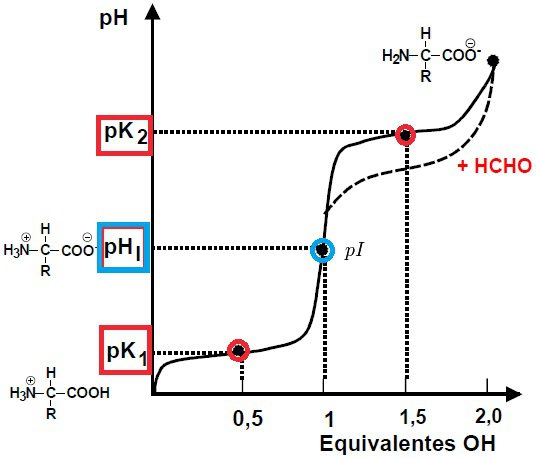 pH
H
H₂N–C–COO⊖-
R
pK₂
+ HCHO
H
H₃N⊕–C–COO⊖-
R
pHI
pI
pK₁
H
H₃N⊕–C–COOH
R
0,5 1 1,5 2,0
Equivalentes OH